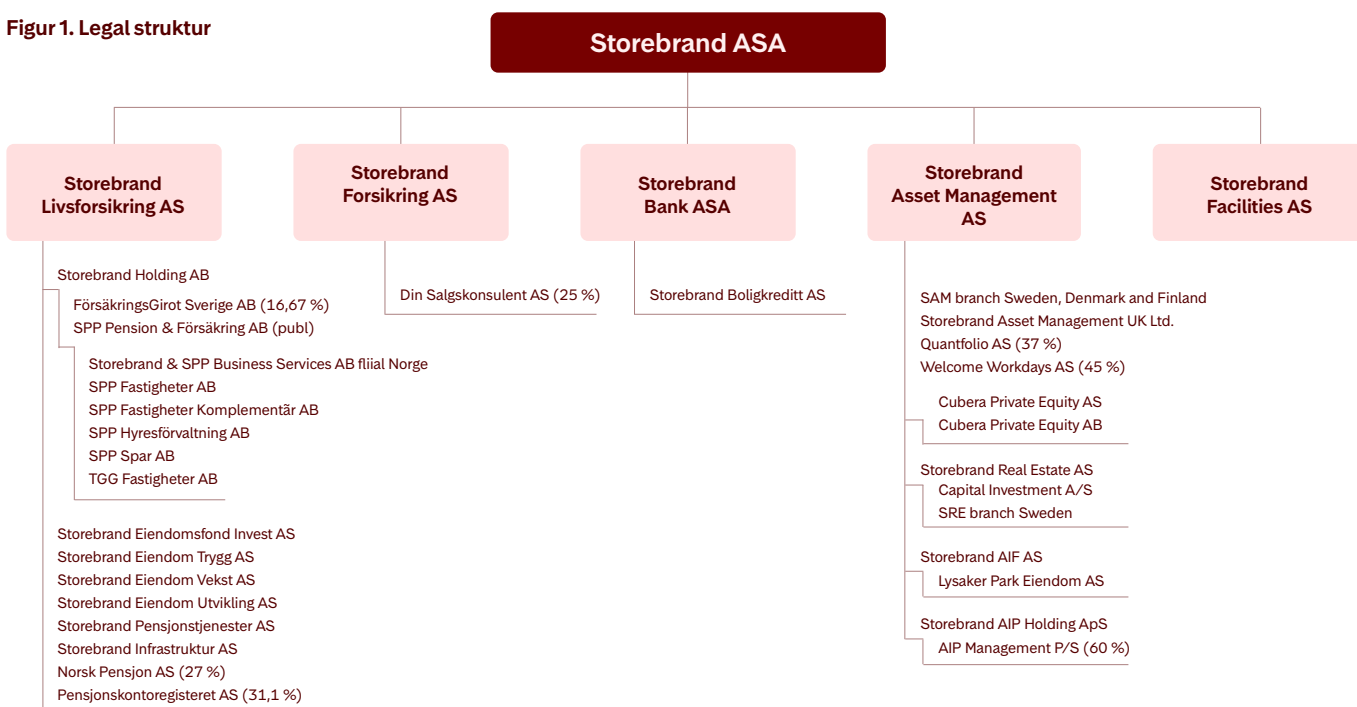 Figur 1. Legal struktur
Storebrand ASA
Storebrand
Livsforsikring AS
Storebrand
Forsikring AS
Storebrand
Bank ASA
Storebrand
Asset Management
AS
Storebrand
Facilities AS
Storebrand Holding AB
FörsäkringsGirot Sverige AB (16,67 %)
SPP Pension & Försäkring AB (publ)
Storebrand & SPP Business Services AB fliial Norge
SPP Fastigheter AB
SPP Fastigheter Komplementãr AB
SPP Hyresförvaltning AB
SPP Spar AB
TGG Fastigheter AB
Storebrand Eiendomsfond Invest AS
Storebrand Eiendom Trygg AS
Storebrand Eiendom Vekst AS
Storebrand Eiendom Utvikling AS
Storebrand Pensjonstjenester AS
Storebrand Infrastruktur AS
Norsk Pensjon AS (27 %)
Pensjonskontoregisteret AS (31,1 %)
Din Salgskonsulent AS (25 %)
Storebrand Boligkreditt AS
SAM branch Sweden, Denmark and Finland
Storebrand Asset Management UK Ltd.
Quantfolio AS (37 %)
Welcome Workdays AS (45 %)
Cubera Private Equity AS
Cubera Private Equity AB
Storebrand Real Estate AS
Capital Investment A/S
SRE branch Sweden
Storebrand AIF AS
Lysaker Park Eiendom AS
Storebrand AIP Holding ApS
AIP Management P/S (60 %)